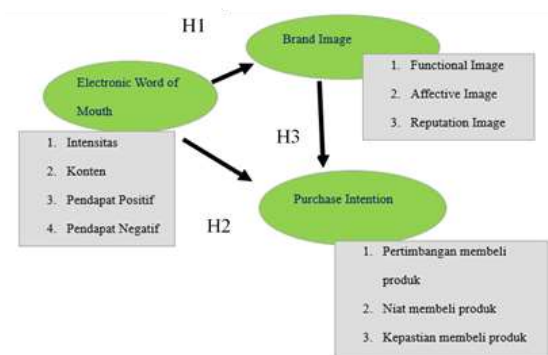 H1
Brand Image
1. Functional Image
2. Affective Image
3. Reputation Image
Electronic Word of
Mouth
1. Intensitas
2. Konten
3. Pendapat Positif
4. Pendapat Negatif
H3
H2
Purchase Intention
1. Pertimbangan membeli
produk
2. Niat membeli produk
3. Kepastian membeli produk